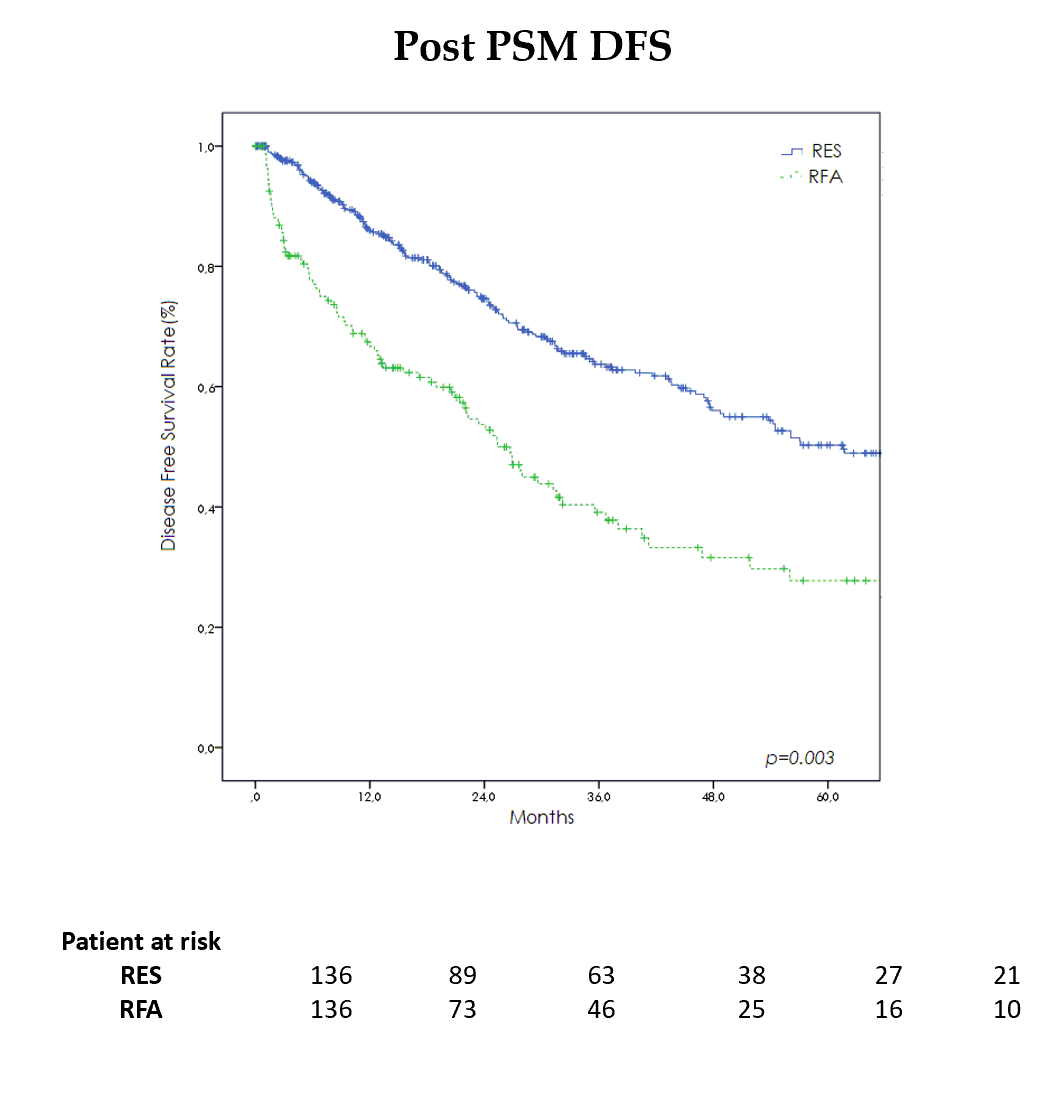 Post PSM DFS
RES
RFA
1,0
0,8
0,6
0,4
0,2
0,0
Disease Free Survival Rate (%)
p=0.003
,0 12,0 24,0 36,0 48,0 60,0
Months
Patient at risk
RES 136 89 63 38 27 21
RFA 136 73 46 25 16 10